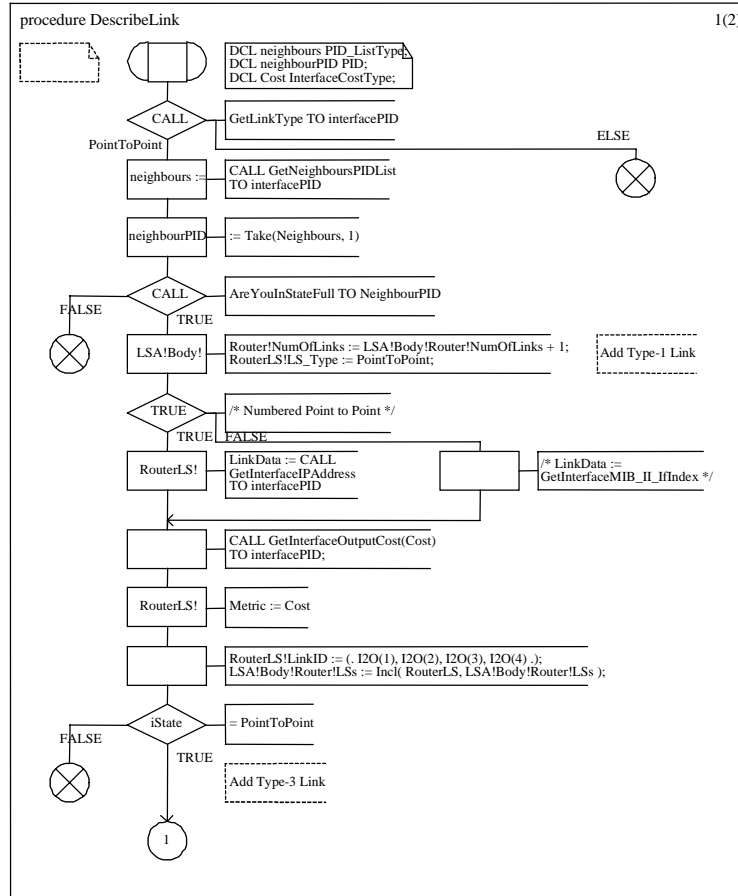 procedure DescribeLink
1(2)
DCL neighbours PID_ListType;
DCL neighbourPID PID;
DCL Cost InterfaceCostType;
CALL
GetLinkType TO interfacePID
PointToPoint
ELSE
neighbours :=
CALL GetNeighboursPIDList
TO interfacePID
neighbourPID
:= Take(Neighbours, 1)
CALL
AreYouInStateFull TO NeighbourPID
FALSE
TRUE
LSA!Body!
Router!NumOfLinks := LSA!Body!Router!NumOfLinks + 1;
RouterLS!LS_Type := PointToPoint;
Add Type-1 Link
TRUE
/* Numbered Point to Point */
TRUE
FALSE
RouterLS!
LinkData := CALL
GetInterfaceIPAddress
TO interfacePID
/* LinkData :=
GetInterfaceMIB_II_IfIndex */
CALL GetInterfaceOutputCost(Cost)
TO interfacePID;
RouterLS!
Metric := Cost
RouterLS!LinkID := (. I2O(1), I2O(2), I2O(3), I2O(4) .);
LSA!Body!Router!LSs := Incl( RouterLS, LSA!Body!Router!LSs );
iState
= PointToPoint
FALSE
TRUE
Add Type-3 Link
1